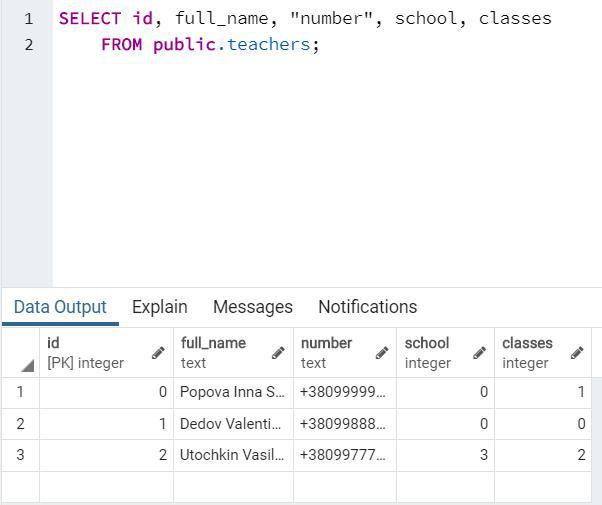 1 SELECT id, full_name, "number", school, classes
2 FROM public.teachers;
Data Output Explain Messages Notifications
id full_name number school classes
[PK] integer text text integer integer
1 0 Popova Inna S... +38099999... 0 1
2 1 Dedov Valenti... +38099888... 0 0
3 2 Utochkin Vasil... +38099777... 3 2